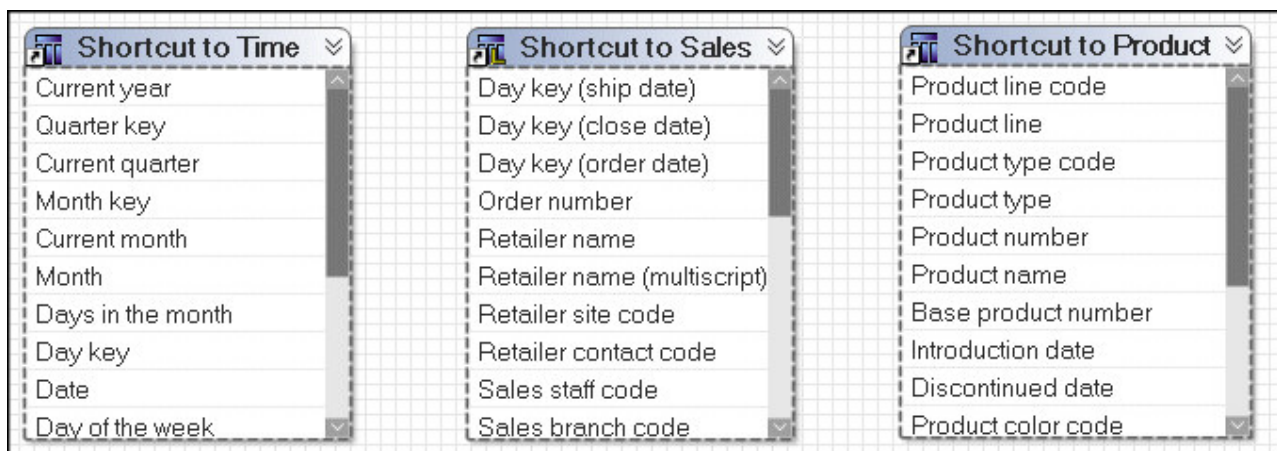 Shortcut to Time
Current year
Quarter key
Current quarter
Month key
Current month
Month
Days in the month
Day key
Date
Day of the week
Shortcut to Sales
Day key (ship date)
Day key (close date)
Day key (order date)
Order number
Retailer name
Retailer name (multiscript)
Retailer site code
Retailer contact code
Sales staff code
Sales branch code
Shortcut to Product
Product line code
Product line
Product type code
Product type
Product number
Product name
Base product number
Introduction date
Discontinued date
Product color code